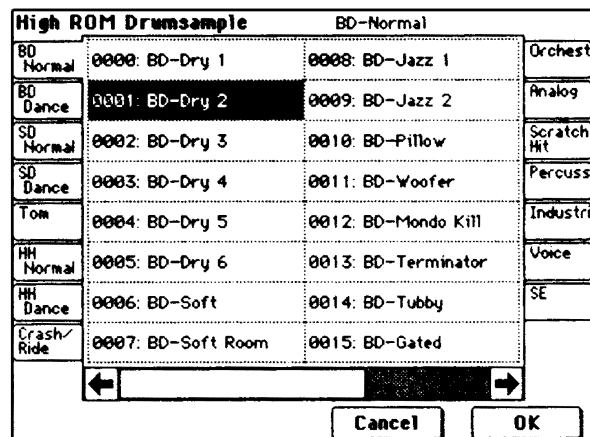 High ROM Drumsample BD-Normal
BD Normal
BD Dance
SD Normal
SD Dance
Tom
HH Normal
HH Dance
Crash/ Ride
0000: BD-Dry 1
0001: BD-Dry 2
0002: BD-Dry 3
0003: BD-Dry 4
0004: BD-Dry 5
0005: BD-Dry 6
0006: BD-Soft
0007: BD-Soft Room
0008: BD-Jazz 1
0009: BD-Jazz 2
0010: BD-Pillow
0011: BD-Woofer
0012: BD-Mondo Kill
0013: BD-Terminator
0014: BD-Tubby
0015: BD-Gated
Orchest
Analog
Scratch Hit
Percuss
Industri
Voice
SE
Cancel OK